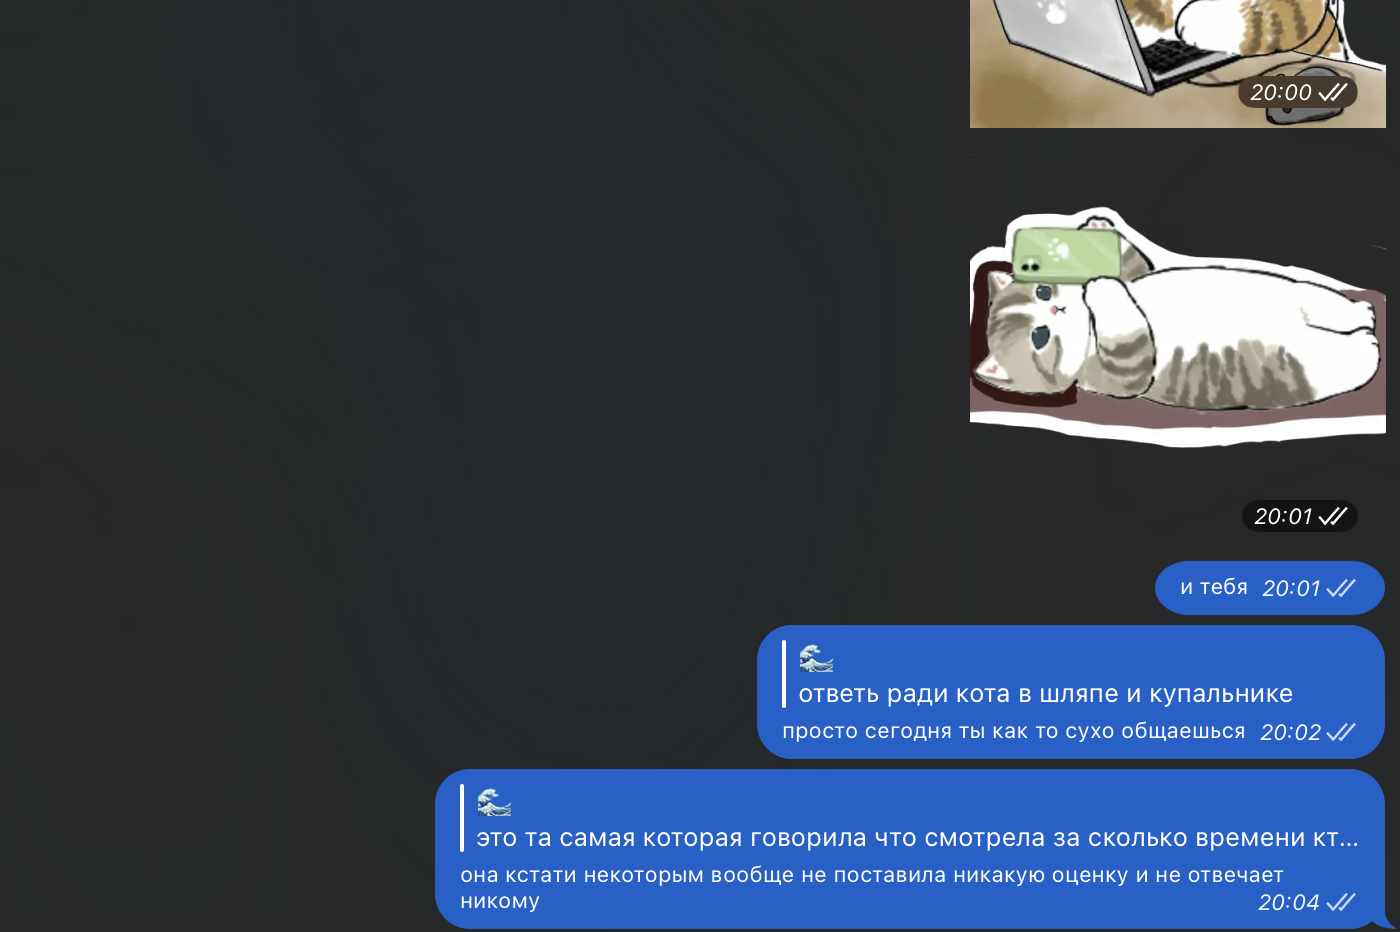 20:00
20:01
и тебя 20:01
ответь ради кота в шляпе и купальнике
просто сегодня ты как то сухо общаешься 20:02
это та самая которая говорила что смотрела за сколько времени кт...
она кстати некоторым вообще не поставила никакую оценку и не отвечает
никому 20:04